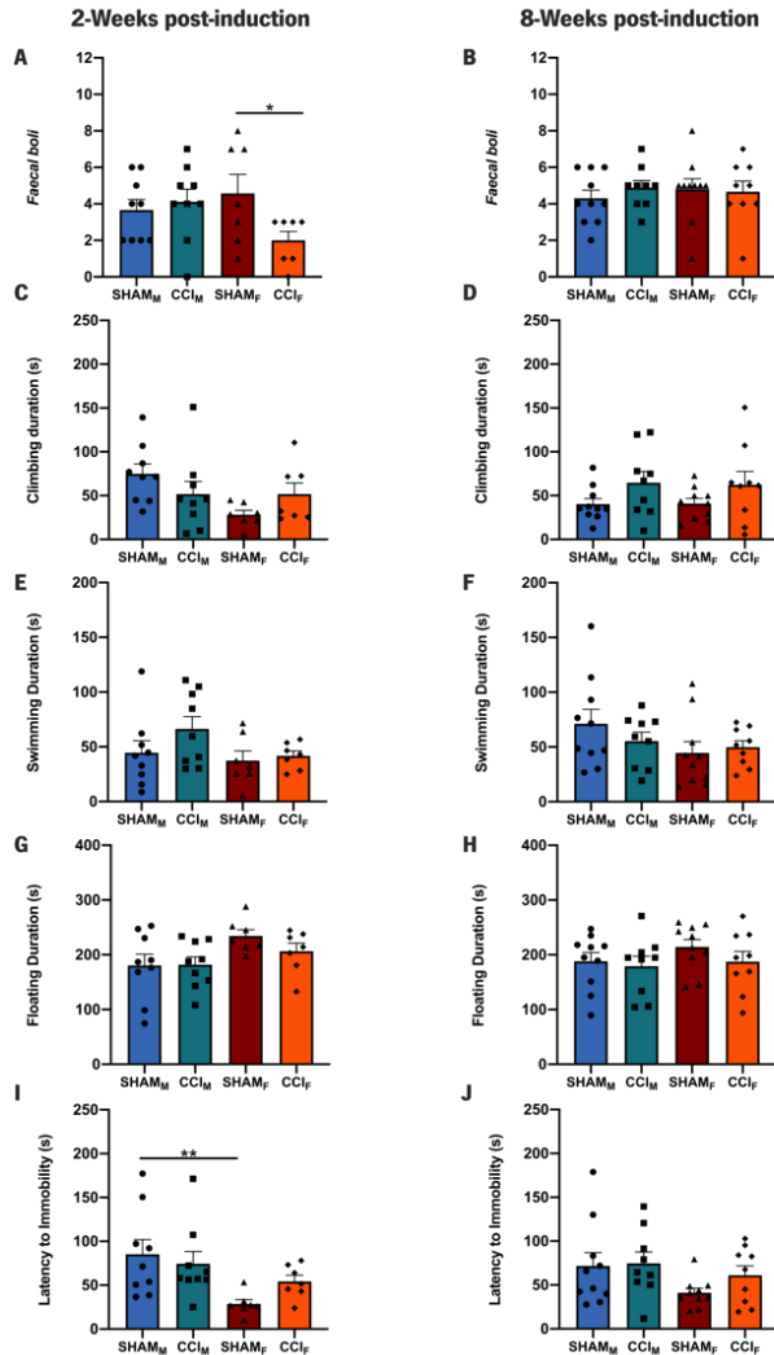 2-Weeks post-induction 8-Weeks post-induction
A B
12 12
10 10
8 8
6 6
4 4
2 2
0 0
Faecal boli Faecal boli
*
SHAMM CCIM SHAMF CCIF SHAMM CCIM SHAMF CCIF
C D
250 250
200 200
150 150
100 100
50 50
0 0
Climbing duration (s) Climbing duration (s)
SHAMM CCIM SHAMF CCIF SHAMM CCIM SHAMF CCIF
E F
200 200
150 150
100 100
50 50
0 0
Swimming Duration (s) Swimming Duration (s)
SHAMM CCIM SHAMF CCIF SHAMM CCIM SHAMF CCIF
G H
400 400
300 300
200 200
100 100
0 0
Floating Duration (s) Floating Duration (s)
SHAMM CCIM SHAMF CCIF SHAMM CCIM SHAMF CCIF
I J
250 250
200 200
150 150
100 100
50 50
0 0
Latency to Immobility (s) Latency to Immobility (s)
**
SHAMM CCIM SHAMF CCIF SHAMM CCIM SHAMF CCIF